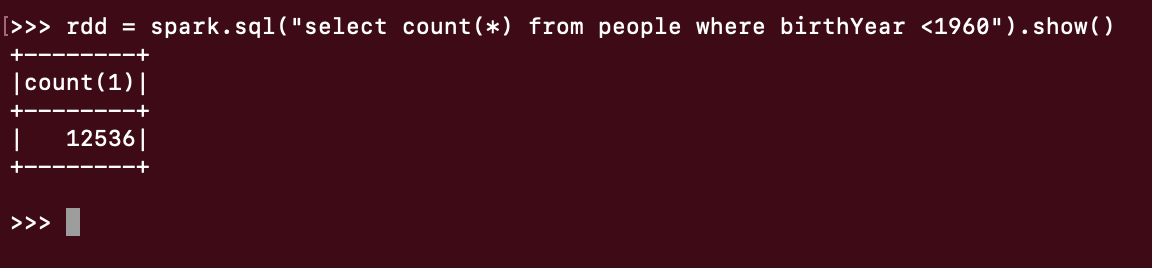 [>>> rdd = spark.sql("select count(*) from people where birthYear <1960").show()
+--------+
|count(1)|
+--------+
|   12536|
+--------+
>>>